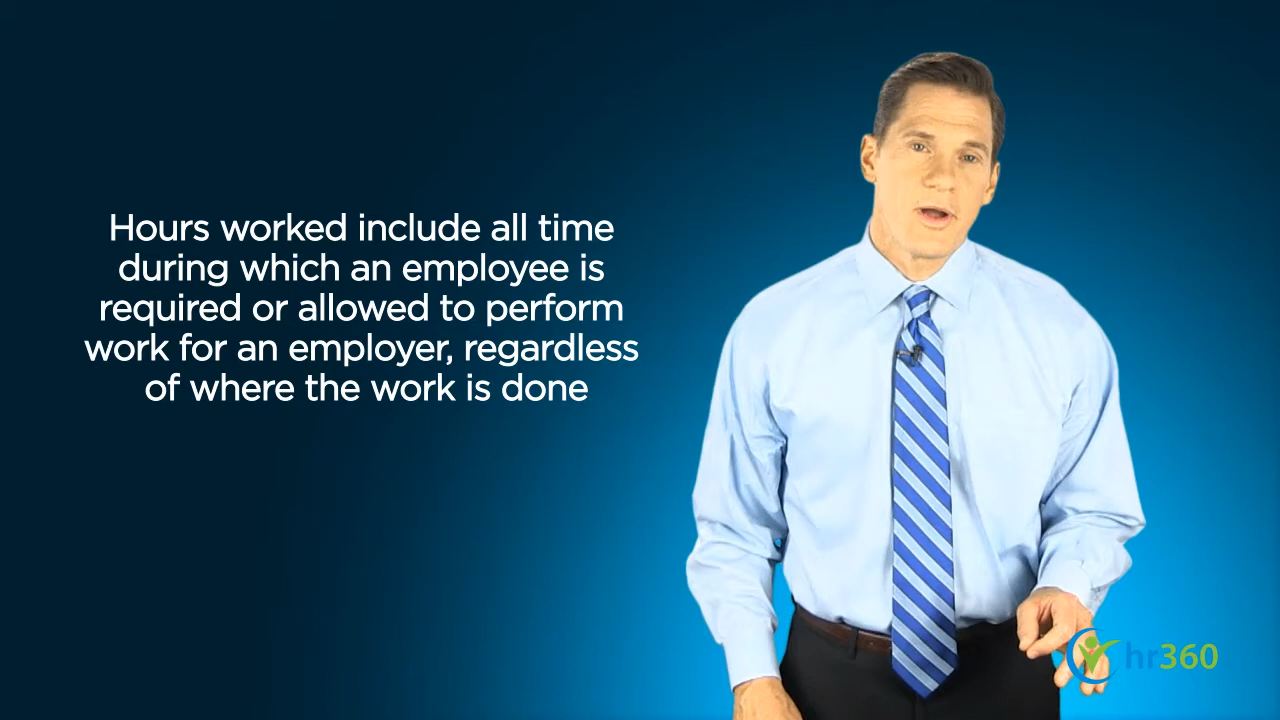 Hours worked include all time
during which an employee is
required or allowed to perform
work for an employer, regardless
of where the work is done
hr360